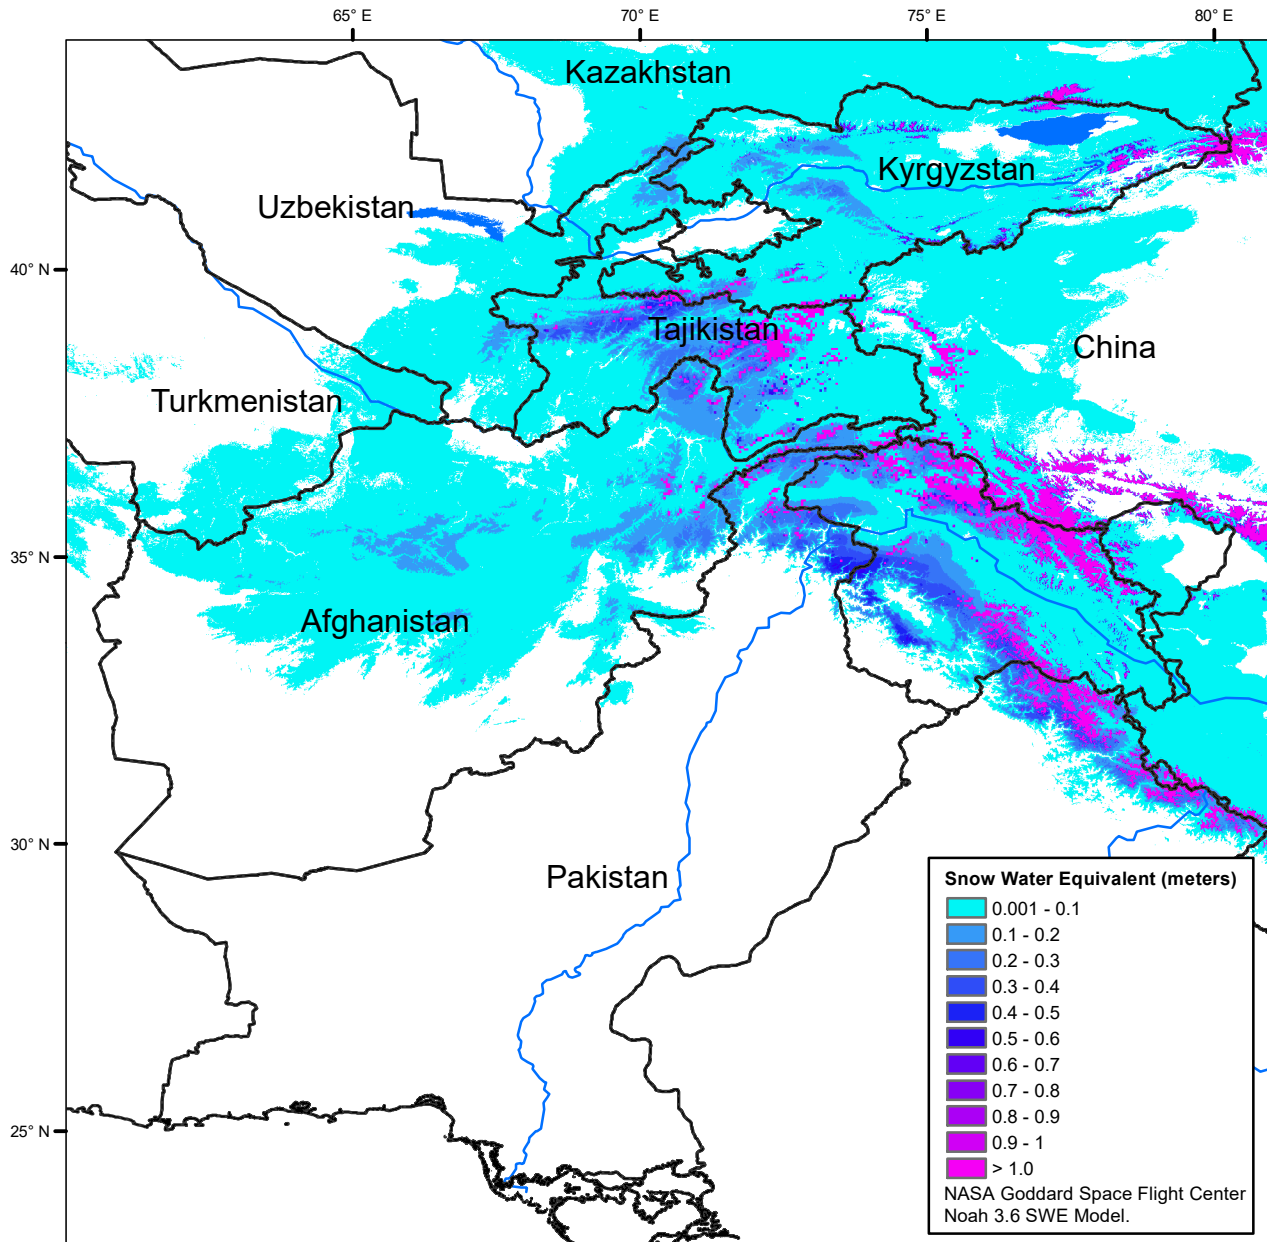 65° E
70° E
75° E
80° E
Kazakhstan
Kyrgyzstan
Uzbekistan
40° N
Tajikistan
China
Turkmenistan
35° N
Afghanistan
30° N
Pakistan
25° N
Snow Water Equivalent (meters)
0.001 - 0.1
0.1 - 0.2
0.2 - 0.3
0.3 - 0.4
0.4 - 0.5
0.5 - 0.6
0.6 - 0.7
0.7 - 0.8
0.8 - 0.9
0.9 - 1
> 1.0
NASA Goddard Space Flight Center
Noah 3.6 SWE Model.